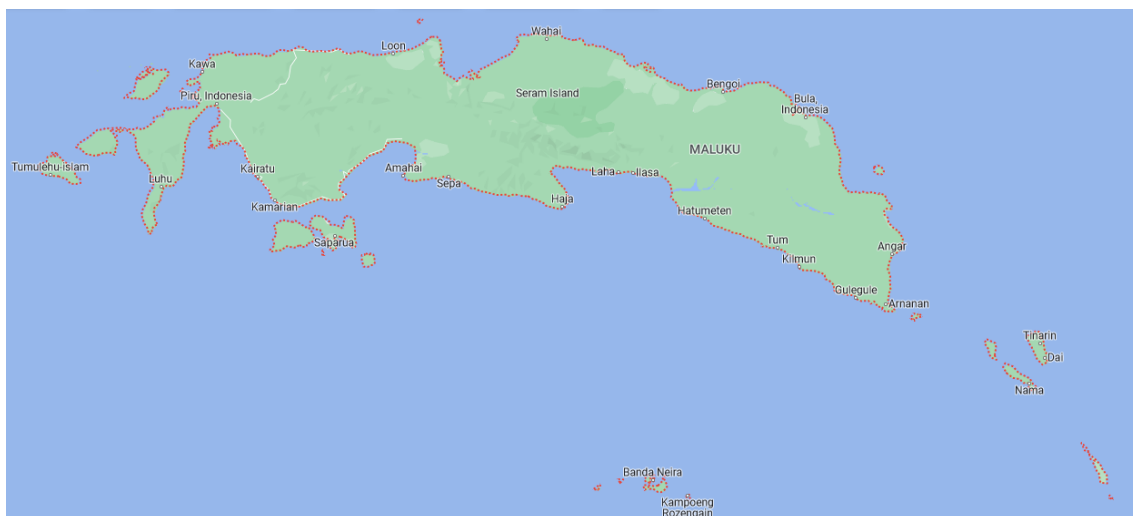 Wahai
Loon
Kawa
Bengoi
Seram Island
Piru, Indonesia
Bula,
Indonesia
MALUKU
Tumulehu-islam
Luhu
Kairatu
Amahai
Sepa
Laha
Ilasa
Kamarian
Haja
Hatumeten
Saparua
Tum
Angar
Kilmun
Gulegule
Arnanan
Tinarin
Dai
Nama
Banda Neira
Kampoeng
Rozengain